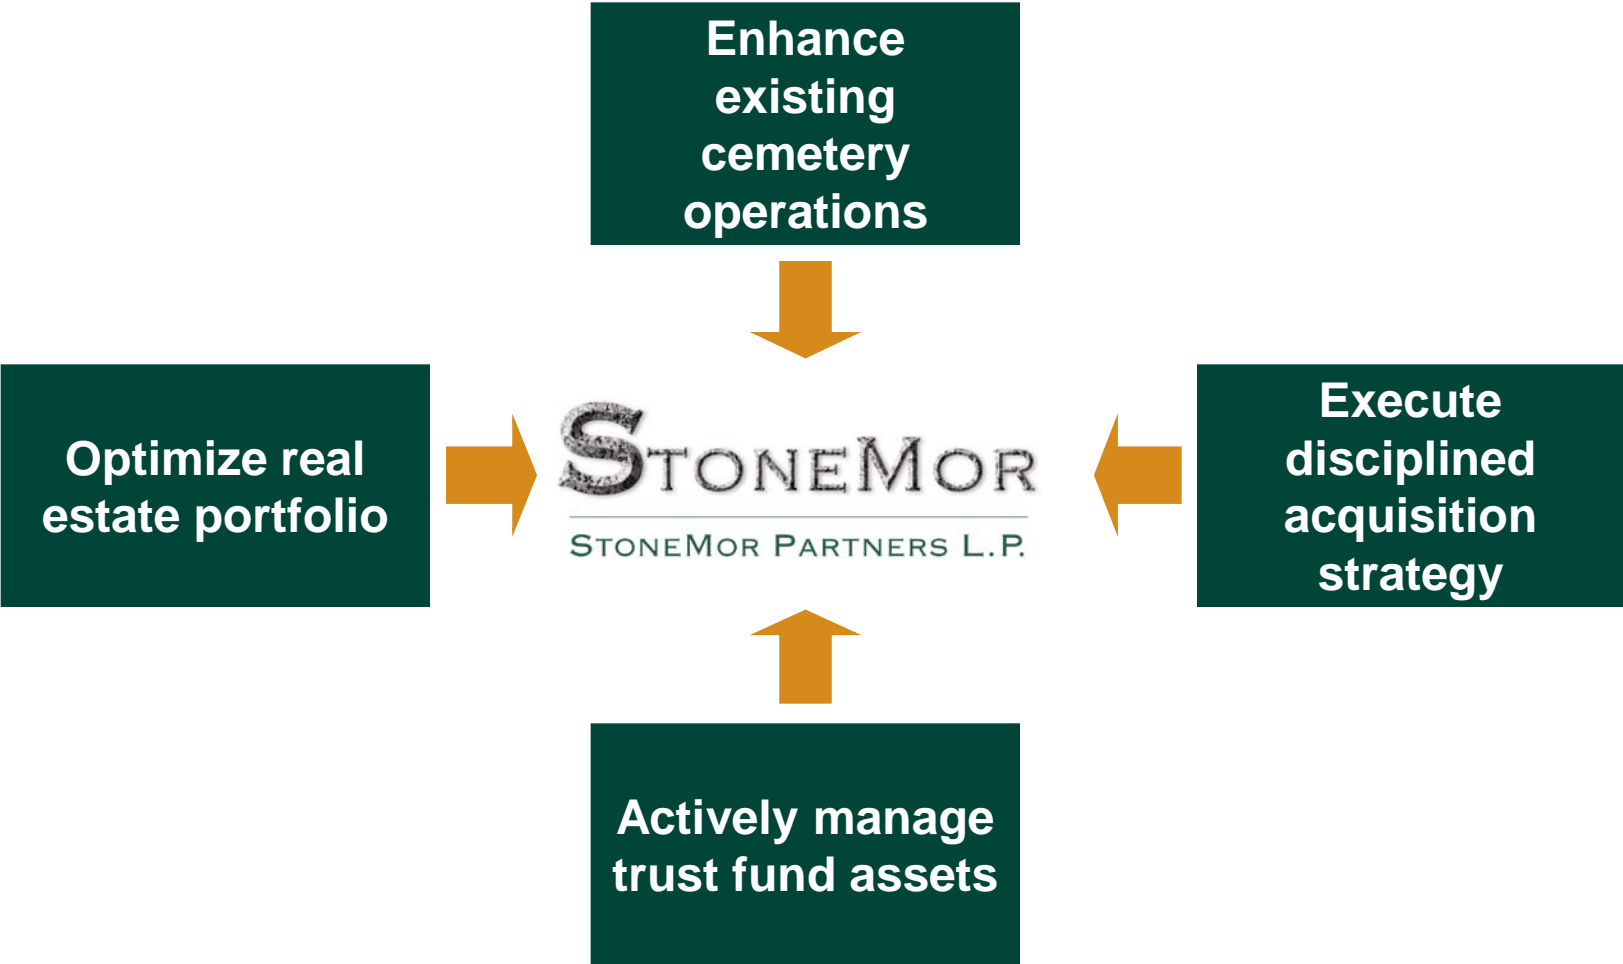 Enhance
existing
cemetery
operations
Optimize real
estate portfolio
STONEMOR
STONEMOR PARTNERS L.P.
Execute
disciplined
acquisition
strategy
Actively manage
trust fund assets